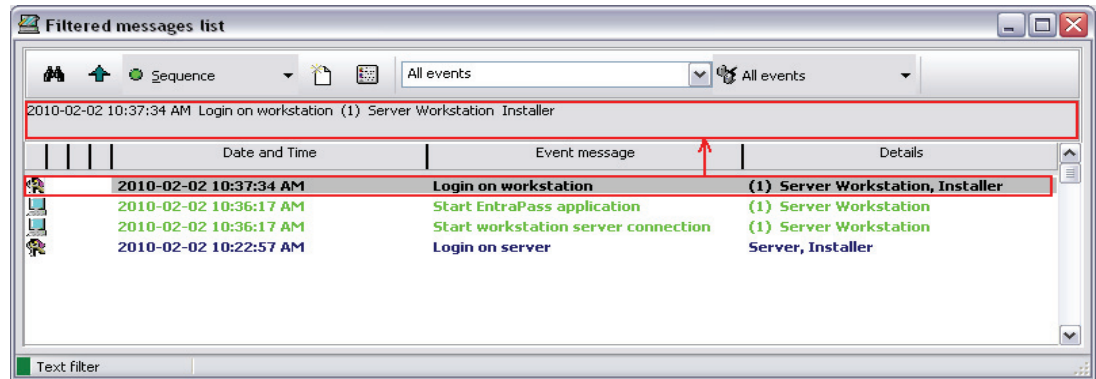 Filtered messages list
Sequence All events All events
2010-02-02 10:37:34 AM Login on workstation (1) Server Workstation Installer
Date and Time Event message Details
2010-02-02 10:37:34 AM Login on workstation (1) Server Workstation, Installer
2010-02-02 10:36:17 AM Start EntraPass application (1) Server Workstation
2010-02-02 10:36:17 AM Start workstation server connection (1) Server Workstation
2010-02-02 10:22:57 AM Login on server Server, Installer
Text filter